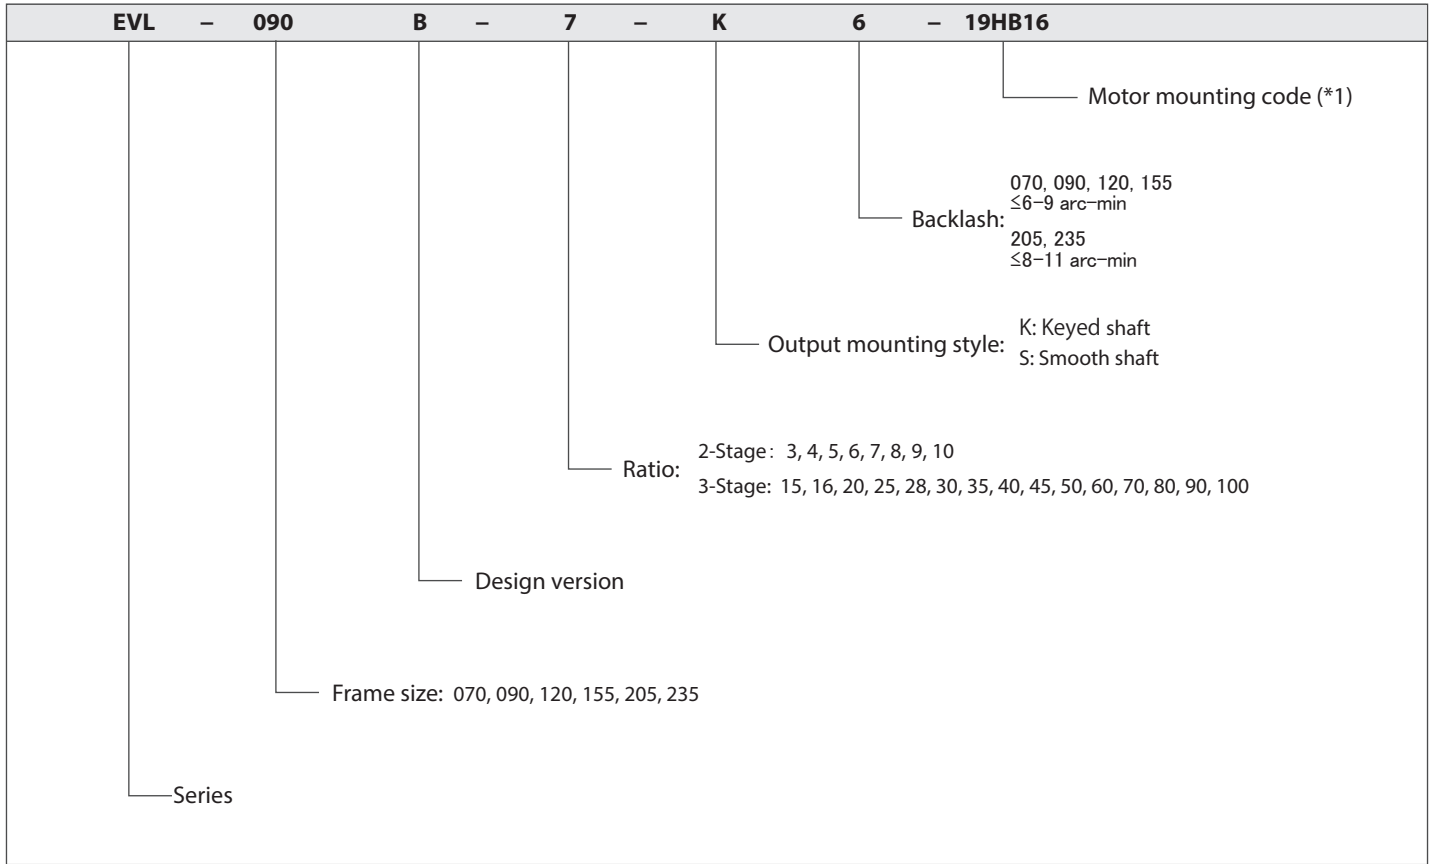 EVL – 090 B – 7 – K 6 – 19HB16
Motor mounting code (*1)
070, 090, 120, 155
≤6-9 arc-min
Backlash:
205, 235
≤8-11 arc-min
K: Keyed shaft
Output mounting style:
S: Smooth shaft
2-Stage: 3, 4, 5, 6, 7, 8, 9, 10
Ratio:
3-Stage: 15, 16, 20, 25, 28, 30, 35, 40, 45, 50, 60, 70, 80, 90, 100
Design version
Frame size: 070, 090, 120, 155, 205, 235
Series